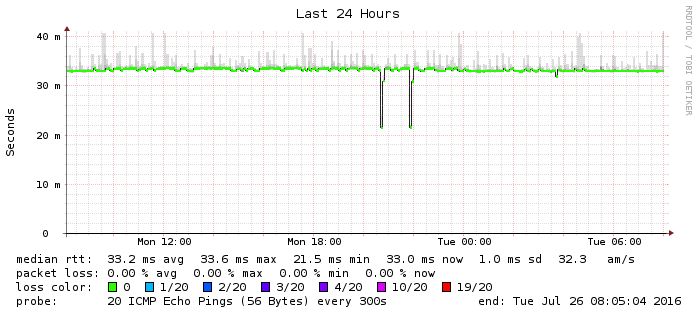 Last 24 Hours
RRDTOOL / TOBI OETIKER
Seconds
40 m
30 m
20 m
10 m
0
Mon 12:00 Mon 18:00 Tue 00:00 Tue 06:00
median rtt: 33.2 ms avg 33.6 ms max 21.5 ms min 33.0 ms now 1.0 ms sd 32.3 am/s
packet loss: 0.00 % avg 0.00 % max 0.00 % min 0.00 % now
loss color: 0 1/20 2/20 3/20 4/20 10/20 19/20
probe: 20 ICMP Echo Pings (56 Bytes) every 300s end: Tue Jul 26 08:05:04 2016